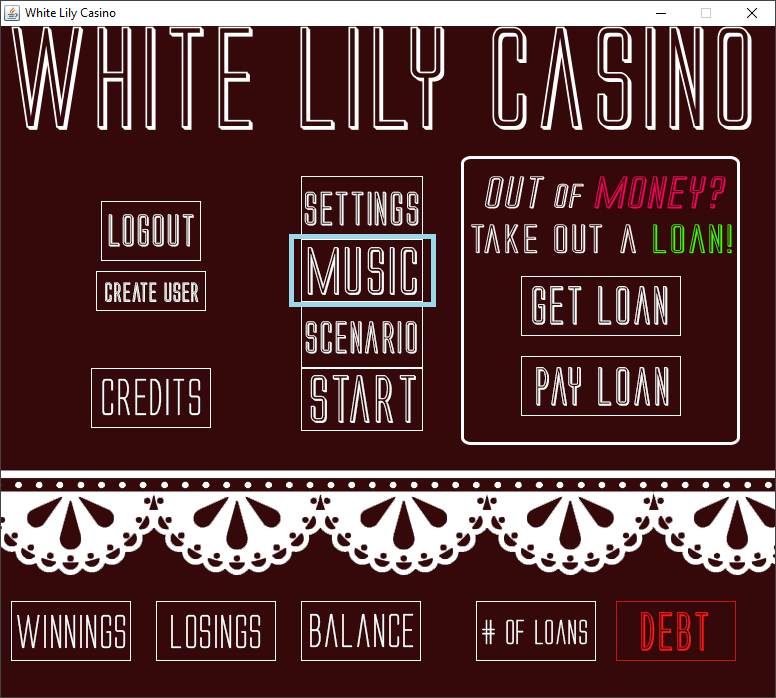 White Lily Casino
WHITE LILY CASINO
LOGOUT
CREATE USER
CREDITS
SETTINGS
MUSIC
SCENARIO
START
OUT OF MONEY?
TAKE OUT A LOAN!
GET LOAN
PAY LOAN
WINNINGS
LOSINGS
BALANCE
# OF LOANS
DEBT